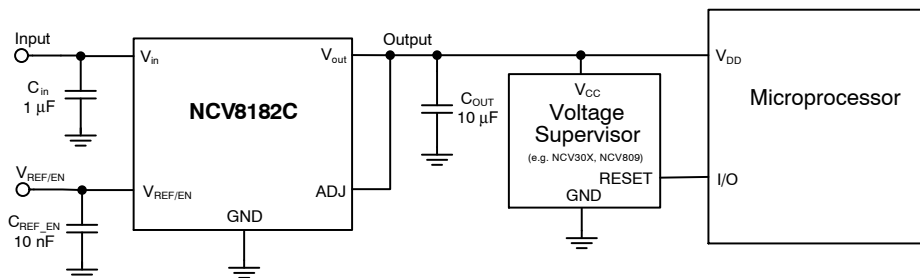 Input
Output
V_in
V_out
V_DD
C_in
1 μF
NCV8182C
C_OUT
10 μF
V_CC
Voltage
Supervisor
(e.g. NCV30X, NCV809)
Microprocessor
V_REF/EN
V_REF/EN
ADJ
RESET
I/O
GND
GND
C_REF_EN
10 nF